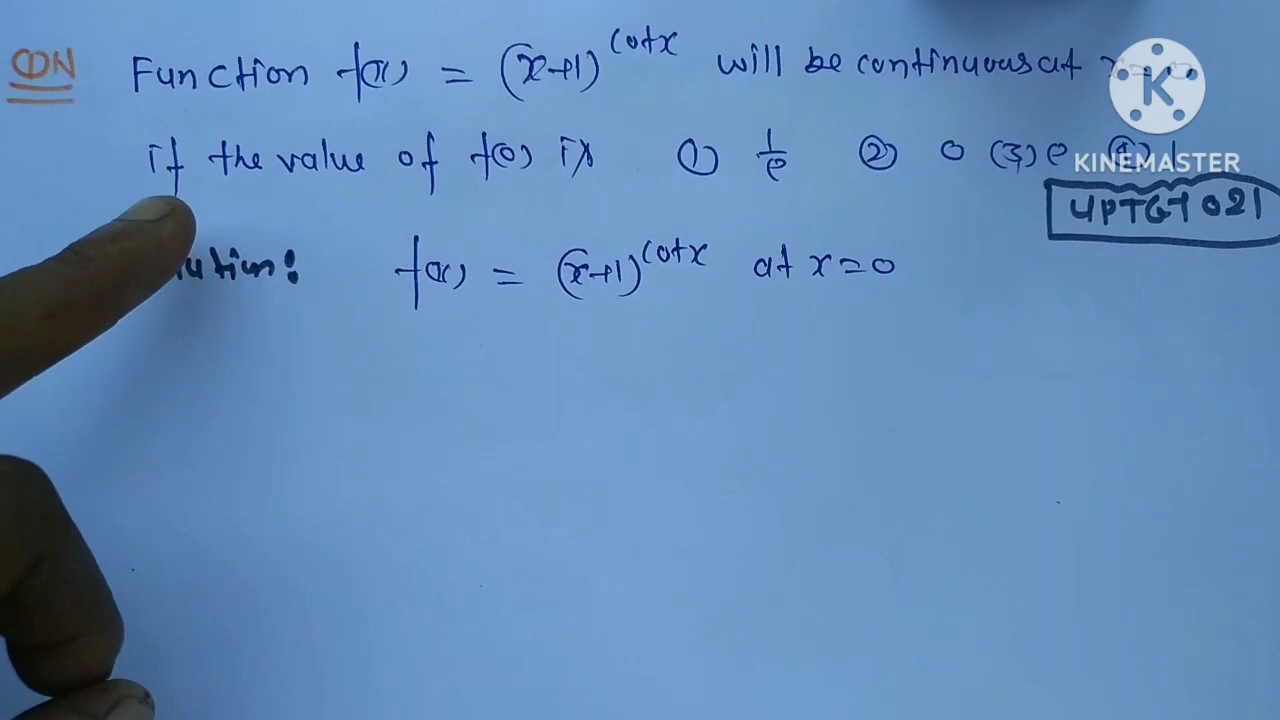 QN Function f(x) = (x+1)^cotx will be continuous at
if the value of f(0) is ① 1/e ② 0 (3) e
KINEMASTER
UPTGT 021
f(x) = (x+1)^cotx at x=0